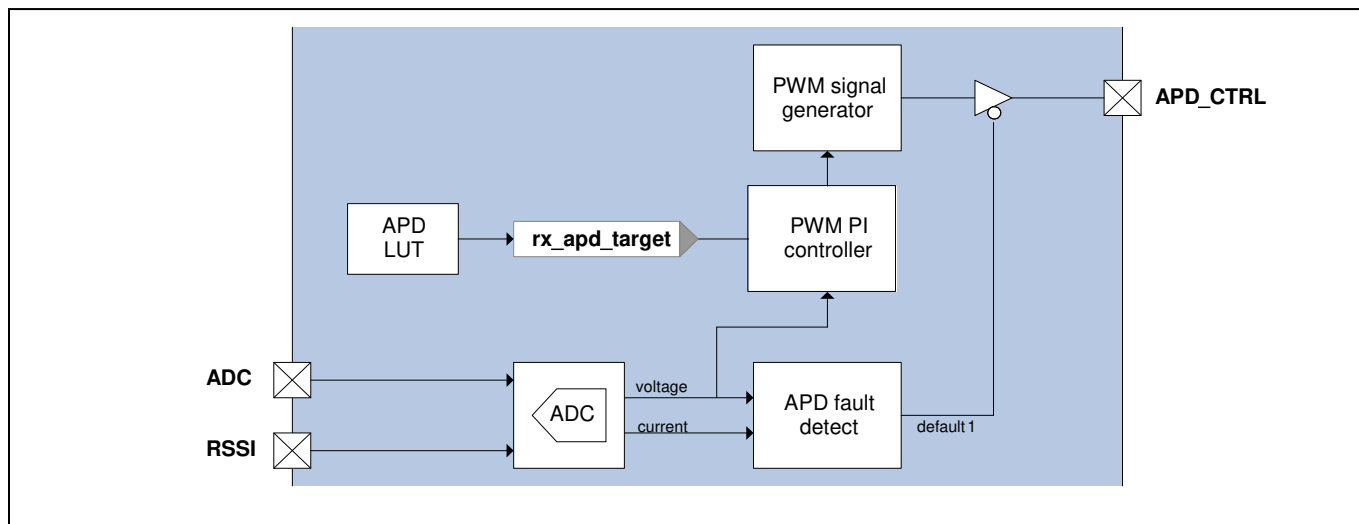 PWM signal
generator
APD_CTRL
APD
LUT
rx_apd_target
PWM PI
controller
ADC
RSSI
ADC
voltage
current
APD fault
detect
default 1